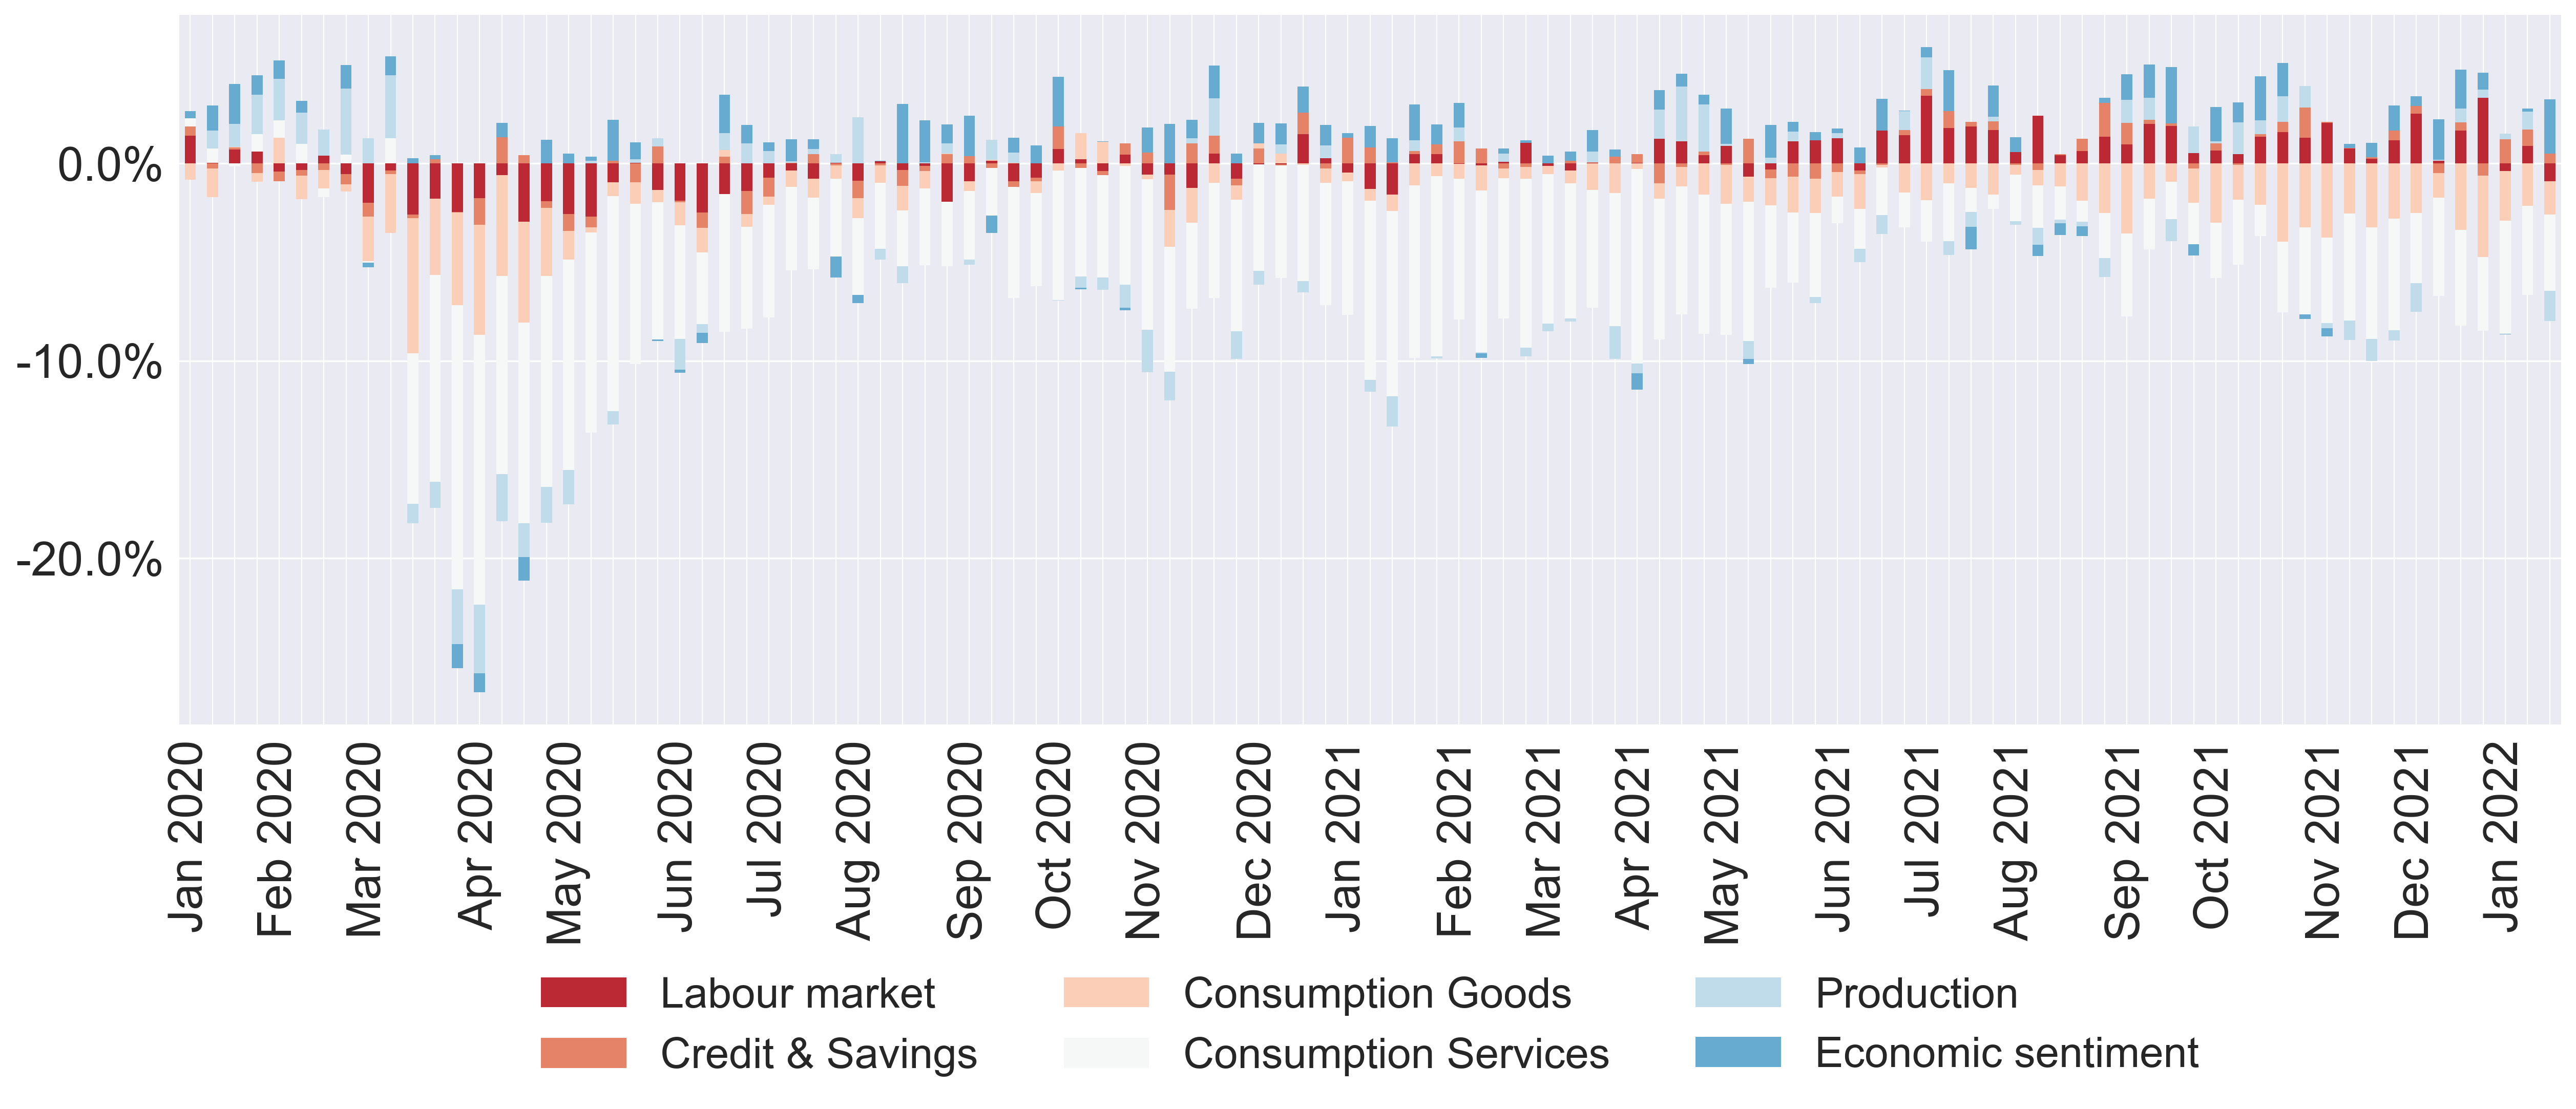 0.0%
-10.0%
-20.0%
Jan 2020
Feb 2020
Mar 2020
Apr 2020
May 2020
Jun 2020
Jul 2020
Aug 2020
Sep 2020
Oct 2020
Nov 2020
Dec 2020
Jan 2021
Feb 2021
Mar 2021
Apr 2021
May 2021
Jun 2021
Jul 2021
Aug 2021
Sep 2021
Oct 2021
Nov 2021
Dec 2021
Jan 2022
Labour market
Credit & Savings
Consumption Goods
Consumption Services
Production
Economic sentiment